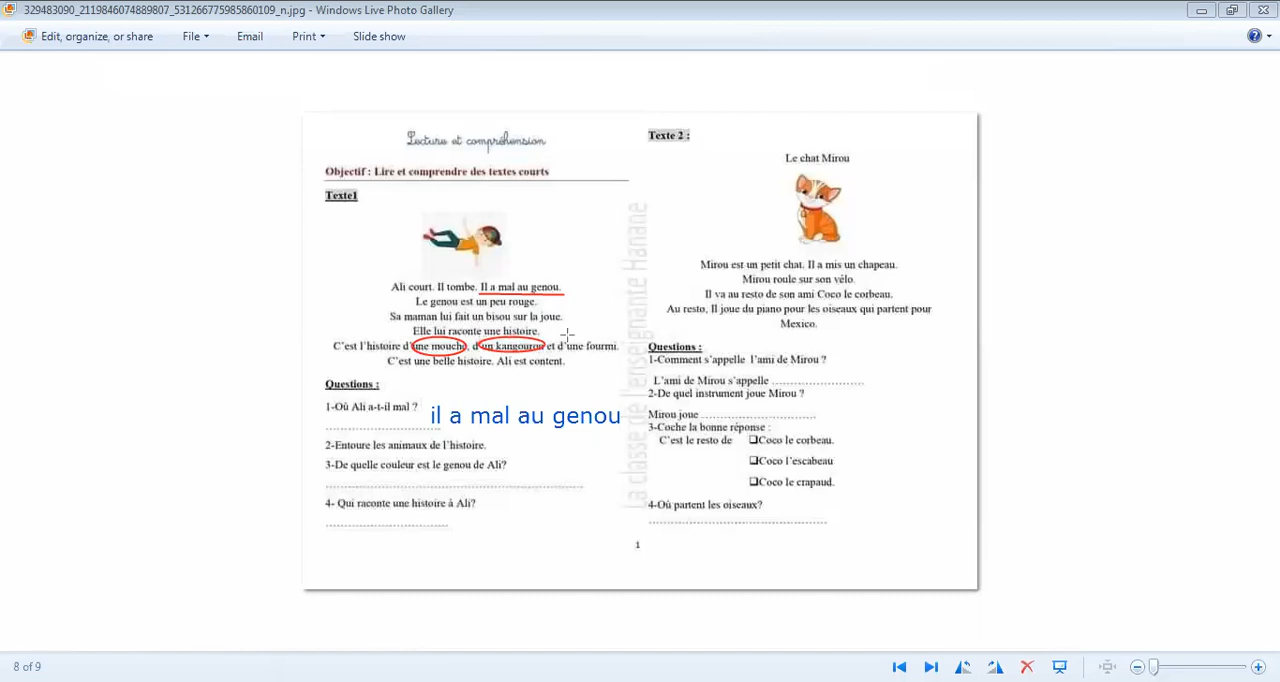 329483090_2119846074889807_531266775985860109_n.jpg - Windows Live Photo Gallery
Edit, organize, or share File Email Print Slide show
Lecture et compréhension
Objectif : Lire et comprendre des textes courts
Texte1
Ali court. Il tombe. Il a mal au genou.
Le genou est un peu rouge.
Sa maman lui fait un bisou sur la joue.
Elle lui raconte une histoire.
C'est l'histoire d'une mouche, d'un kangourou et d'une fourmi.
C'est une belle histoire. Ali est content.
Questions :
1-Où Ali a-t-il mal ?
il a mal au genou
2-Entoure les animaux de l'histoire.
3-De quelle couleur est le genou de Ali?
4- Qui raconte une histoire à Ali?
La classe de l'enseignante Hanane
Texte 2 :
Le chat Mirou
Mirou est un petit chat. Il a mis un chapeau.
Mirou roule sur son vélo.
Il va au resto de son ami Coco le corbeau.
Au resto, Il joue du piano pour les oiseaux qui partent pour
Mexico.
Questions :
1-Comment s'appelle l'ami de Mirou ?
L'ami de Mirou s'appelle
2-De quel instrument joue Mirou ?
Mirou joue
3-Coche la bonne réponse :
C'est le resto de ❑Coco le corbeau.
❑Coco l'escabeau
❑Coco le crapaud.
4-Où partent les oiseaux?
1
8 of 9